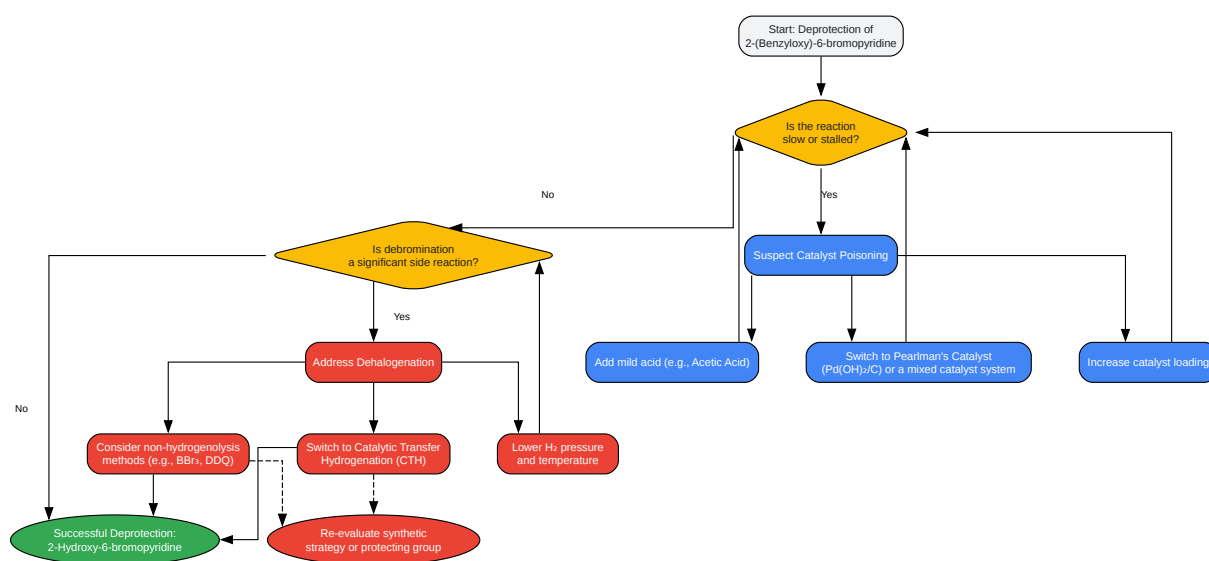 Start: Deprotection of
2-(Benzyloxy)-6-bromopyridine
Is the reaction
slow or stalled?
No
Yes
Is debromination
a significant side reaction?
Suspect Catalyst Poisoning
Yes
Address Dehalogenation
Add mild acid (e.g., Acetic Acid)
Switch to Pearlman's Catalyst
(Pd(OH)₂/C) or a mixed catalyst system
Increase catalyst loading
No
Consider non-hydrogenolysis
methods (e.g., BBr₃, DDQ)
Switch to Catalytic Transfer
Hydrogenation (CTH)
Lower H₂ pressure
and temperature
Successful Deprotection:
2-Hydroxy-6-bromopyridine
Re-evaluate synthetic
strategy or protecting group